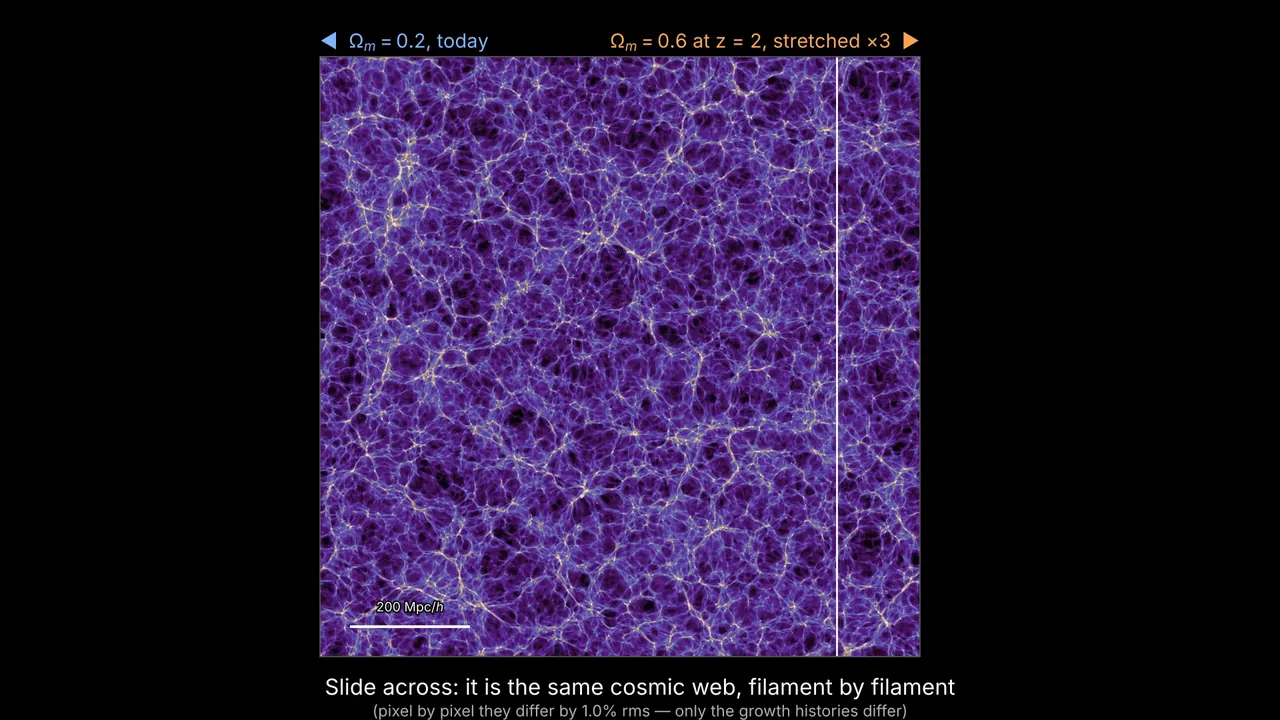 ◀ Ωm = 0.2, today
Ωm = 0.6 at z = 2, stretched ×3 ▶
200 Mpc/h
Slide across: it is the same cosmic web, filament by filament
(pixel by pixel they differ by 1.0% rms — only the growth histories differ)